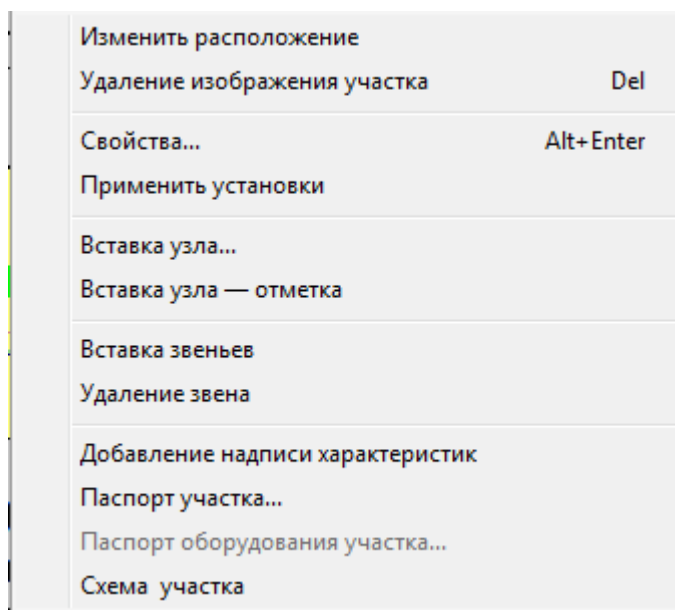 Изменить расположение
Удаление изображения участка Del
Свойства... Alt+Enter
Применить установки
Вставка узла...
Вставка узла — отметка
Вставка звеньев
Удаление звена
Добавление надписи характеристик
Паспорт участка...
Паспорт оборудования участка...
Схема  участка